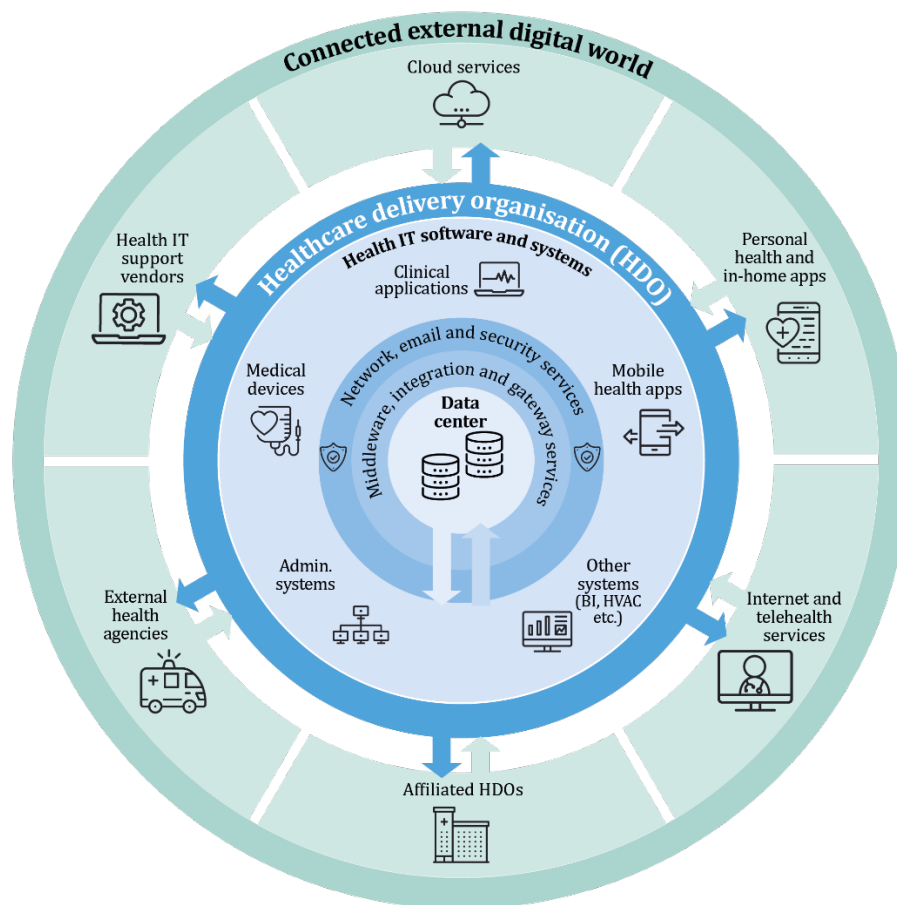 Connected external digital world
Cloud services
Health IT
support
vendors
Personal
health and
in-home apps
Healthcare delivery organisation (HDO)
Health IT software and systems
Clinical
applications
Medical
devices
Mobile
health apps
Network, email and security services
Middleware, integration and gateway services
Data
center
Admin.
systems
Other
systems
(BI, HVAC
etc.)
External
health
agencies
Internet and
telehealth
services
Affiliated HDOs